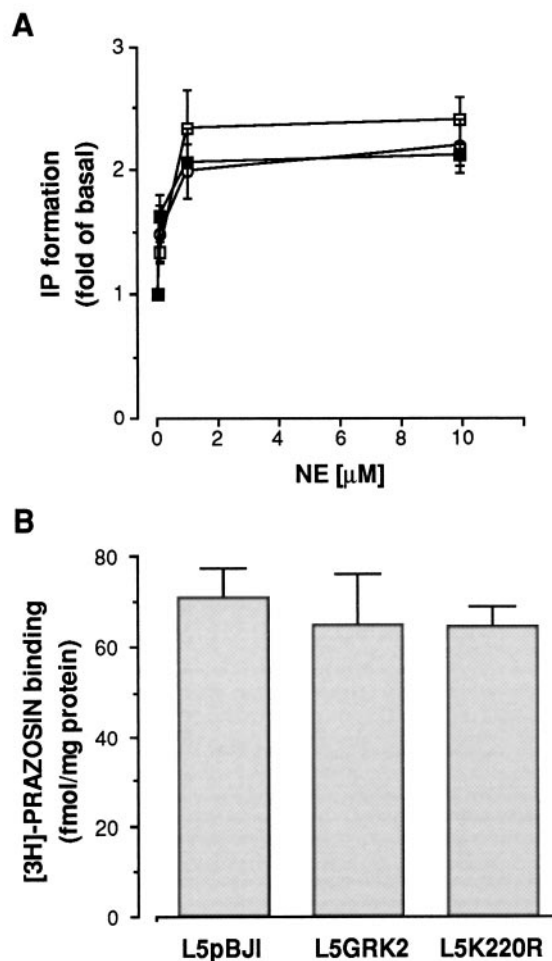 A
IP formation
(fold of basal)
3
2
1
0
0 2 4 6 8 10
NE [μM]
B
[3H]-PRAZOSIN binding
(fmol/mg protein)
80
60
40
20
0
L5pBJI L5GRK2 L5K220R